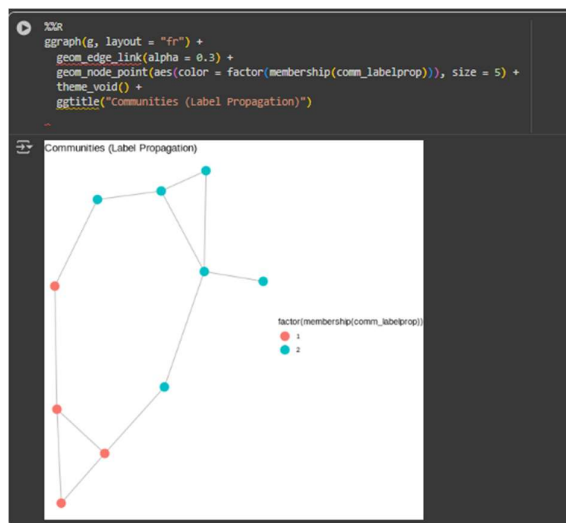 %%R
ggraph(g, layout = "fr") +
geom_edge_link(alpha = 0.3) +
geom_node_point(aes(color = factor(membership(comm_labelprop))), size = 5) +
theme_void() +
ggtitle("Communities (Label Propagation)")
Communities (Label Propagation)
factor(membership(comm_labelprop))
1
2